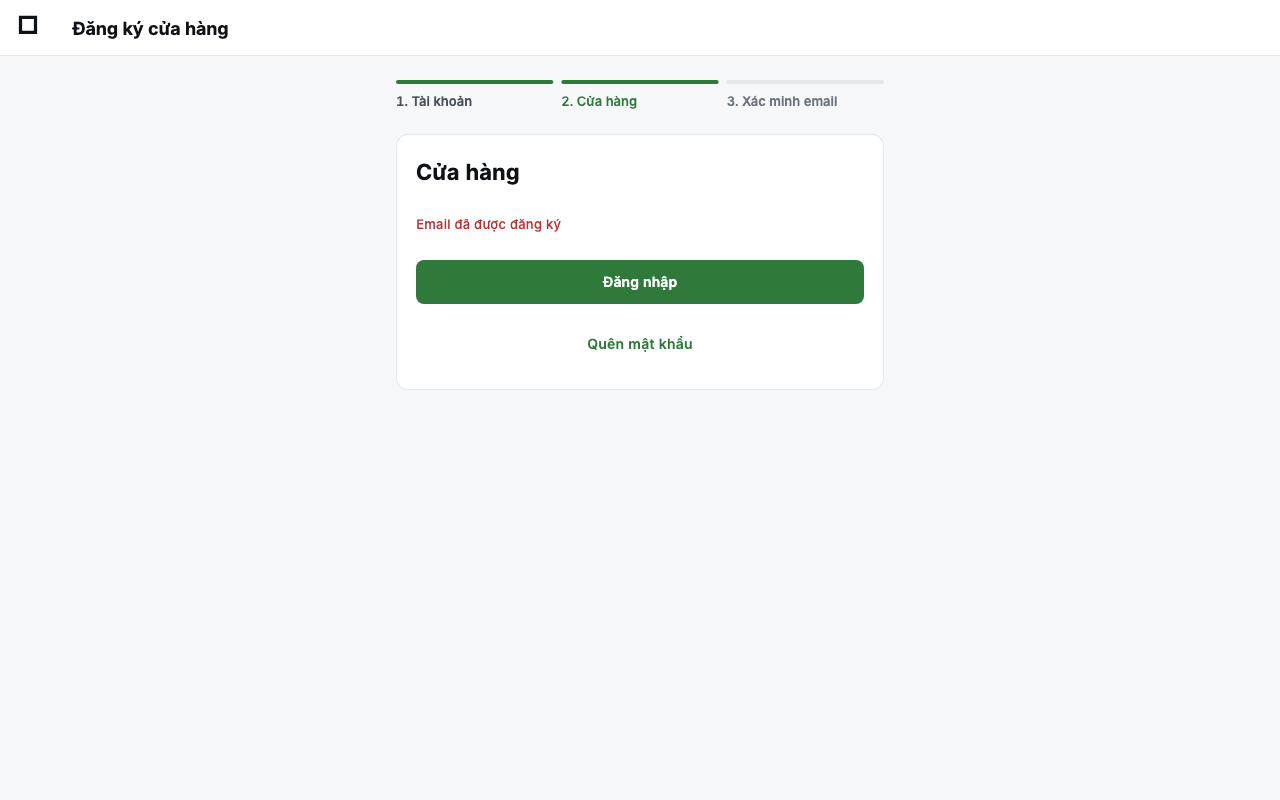 Đăng ký cửa hàng
1. Tài khoản
2. Cửa hàng
3. Xác minh email
Cửa hàng
Email đã được đăng ký
Đăng nhập
Quên mật khẩu